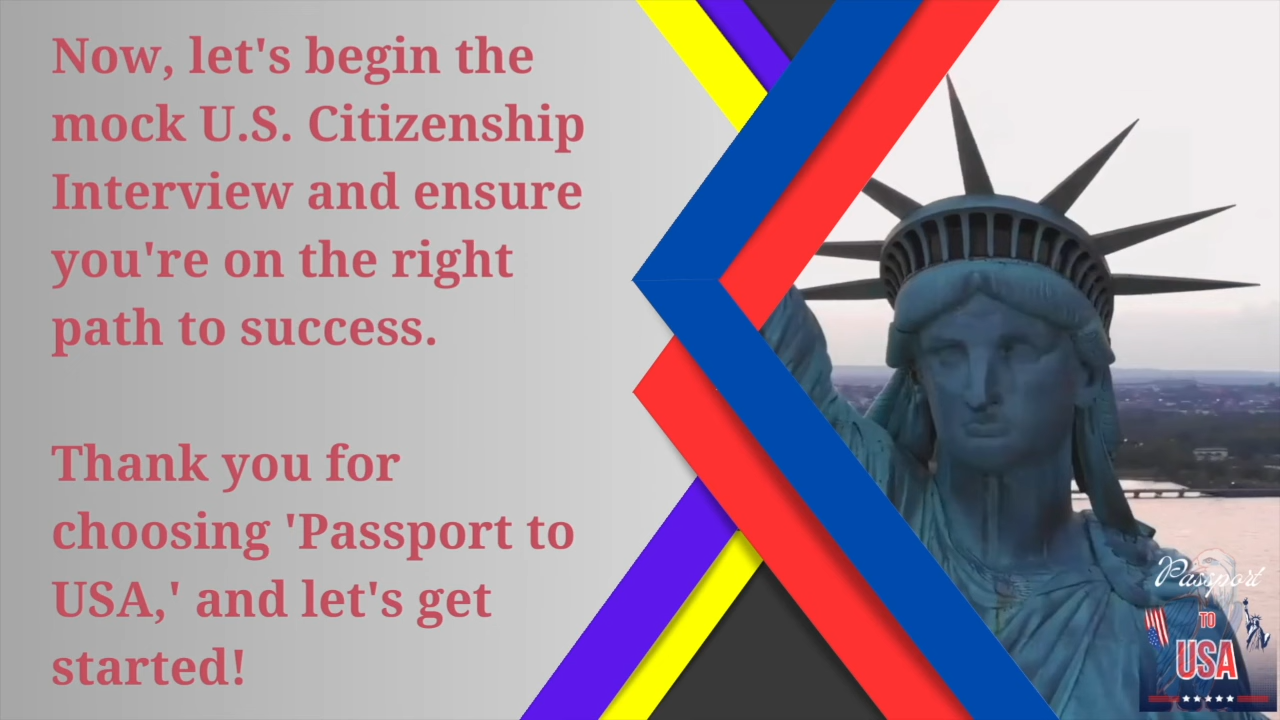 Now, let's begin the
mock U.S. Citizenship
Interview and ensure
you're on the right
path to success.
Thank you for
choosing 'Passport to
USA,' and let's get
started!
Passport
TO
USA